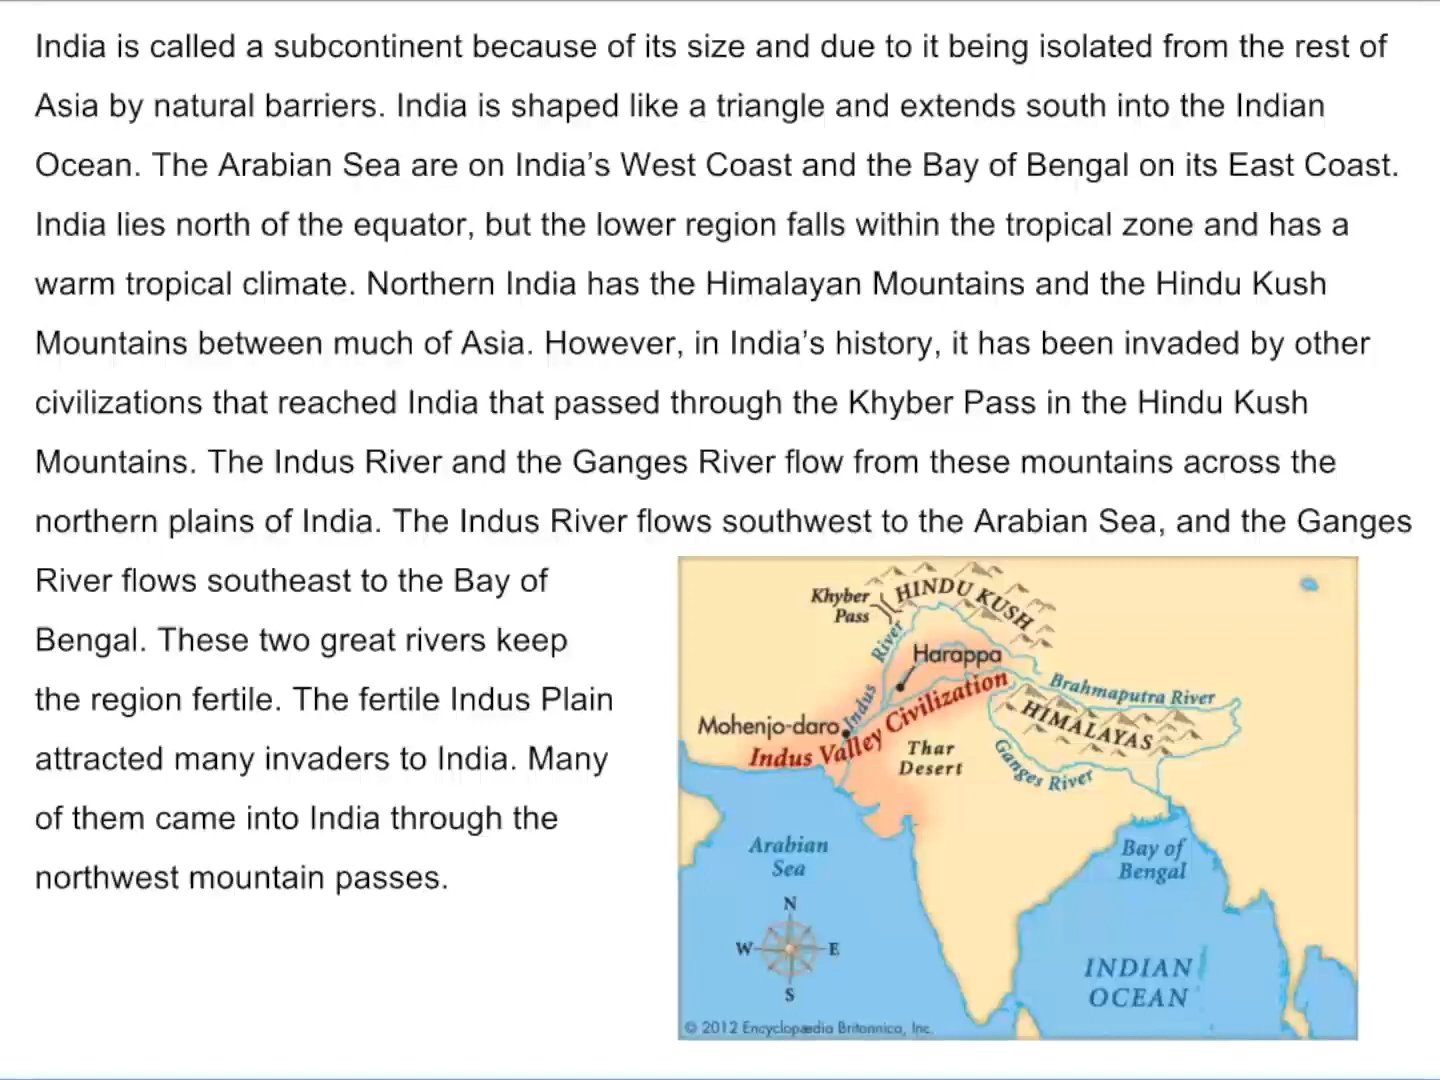 India is called a subcontinent because of its size and due to it being isolated from the rest of
Asia by natural barriers. India is shaped like a triangle and extends south into the Indian
Ocean. The Arabian Sea are on India’s West Coast and the Bay of Bengal on its East Coast.
India lies north of the equator, but the lower region falls within the tropical zone and has a
warm tropical climate. Northern India has the Himalayan Mountains and the Hindu Kush
Mountains between much of Asia. However, in India’s history, it has been invaded by other
civilizations that reached India that passed through the Khyber Pass in the Hindu Kush
Mountains. The Indus River and the Ganges River flow from these mountains across the
northern plains of India. The Indus River flows southwest to the Arabian Sea, and the Ganges
River flows southeast to the Bay of
Bengal. These two great rivers keep
the region fertile. The fertile Indus Plain
attracted many invaders to India. Many
of them came into India through the
northwest mountain passes.
Khyber
Pass
HINDU KUSH
Indus River
Harappa
Brahmaputra River
HIMALAYAS
Mohenjo-daro
Indus Valley Civilization
Thar
Desert
Ganges River
Arabian
Sea
Bay of
Bengal
N
W
E
S
INDIAN
OCEAN
© 2012 Encyclopædia Britannica, Inc.